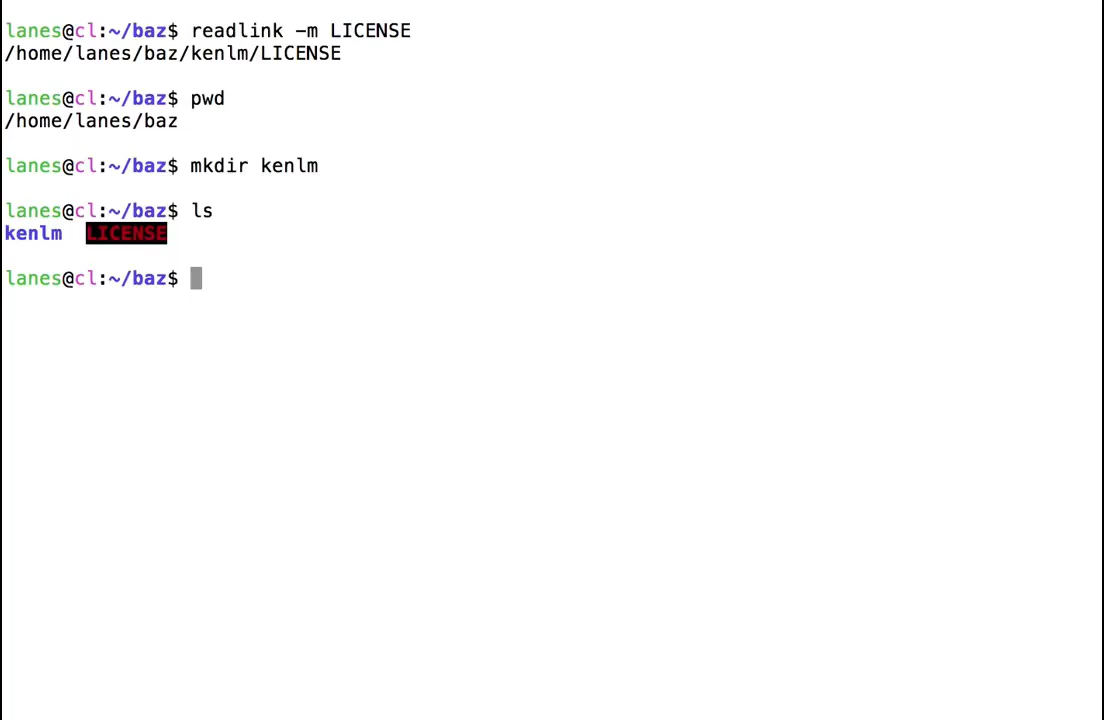 lanes@cl:~/baz$ readlink -m LICENSE
/home/lanes/baz/kenlm/LICENSE
lanes@cl:~/baz$ pwd
/home/lanes/baz
lanes@cl:~/baz$ mkdir kenlm
lanes@cl:~/baz$ ls
kenlm  LICENSE
lanes@cl:~/baz$